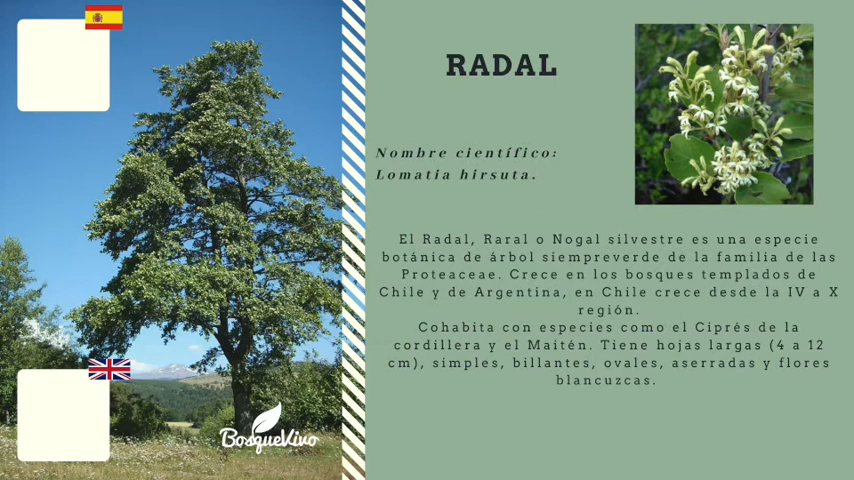 RADAL
Nombre científico:
Lomatia hirsuta.
El Radal, Raral o Nogal silvestre es una especie
botánica de árbol siempreverde de la familia de las
Proteaceae. Crece en los bosques templados de
Chile y de Argentina, en Chile crece desde la IV a X
región.
Cohabita con especies como el Ciprés de la
cordillera y el Maitén. Tiene hojas largas (4 a 12
cm), simples, billantes, ovales, aserradas y flores
blancuzcas.
BosqueVivo